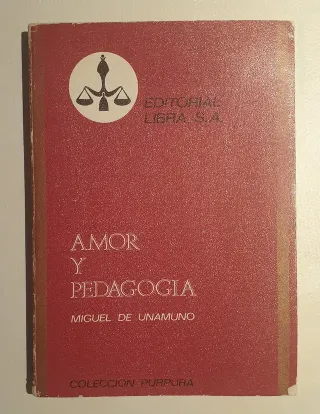 EDITORIAL
LIBRA, S.A.
AMOR
Y
PEDAGOGIA
MIGUEL DE UNAMUNO
COLECCION PURPURA